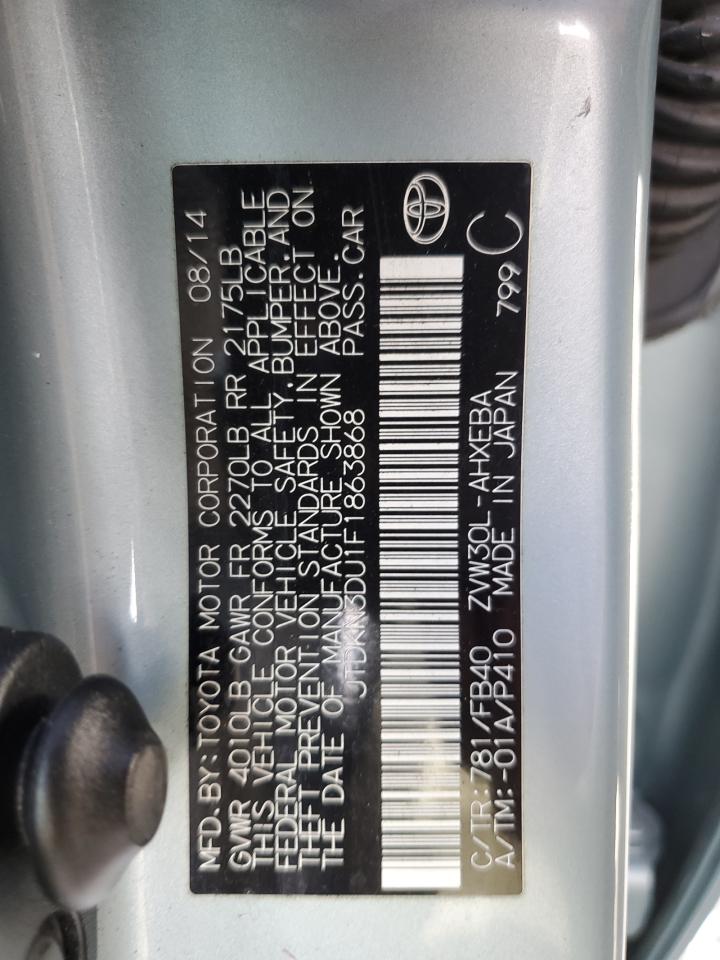 MFD.BY:TOYOTA MOTOR CORPORATION 08/14
GVWR 4010LB GAWR FR 2270LB RR 2175LB
THIS VEHICLE CONFORMS TO ALL APPLICABLE
FEDERAL MOTOR VEHICLE SAFETY,BUMPER,AND
THEFT PREVENTION STANDARDS IN EFFECT ON
THE DATE OF MANUFACTURE SHOWN ABOVE.
JTDKN3DU1F1863868 PASS.CAR
C/TR:781/FB40 ZVW30L-AHXEBA
A/TM:-01A/P410 MADE IN JAPAN 799 C